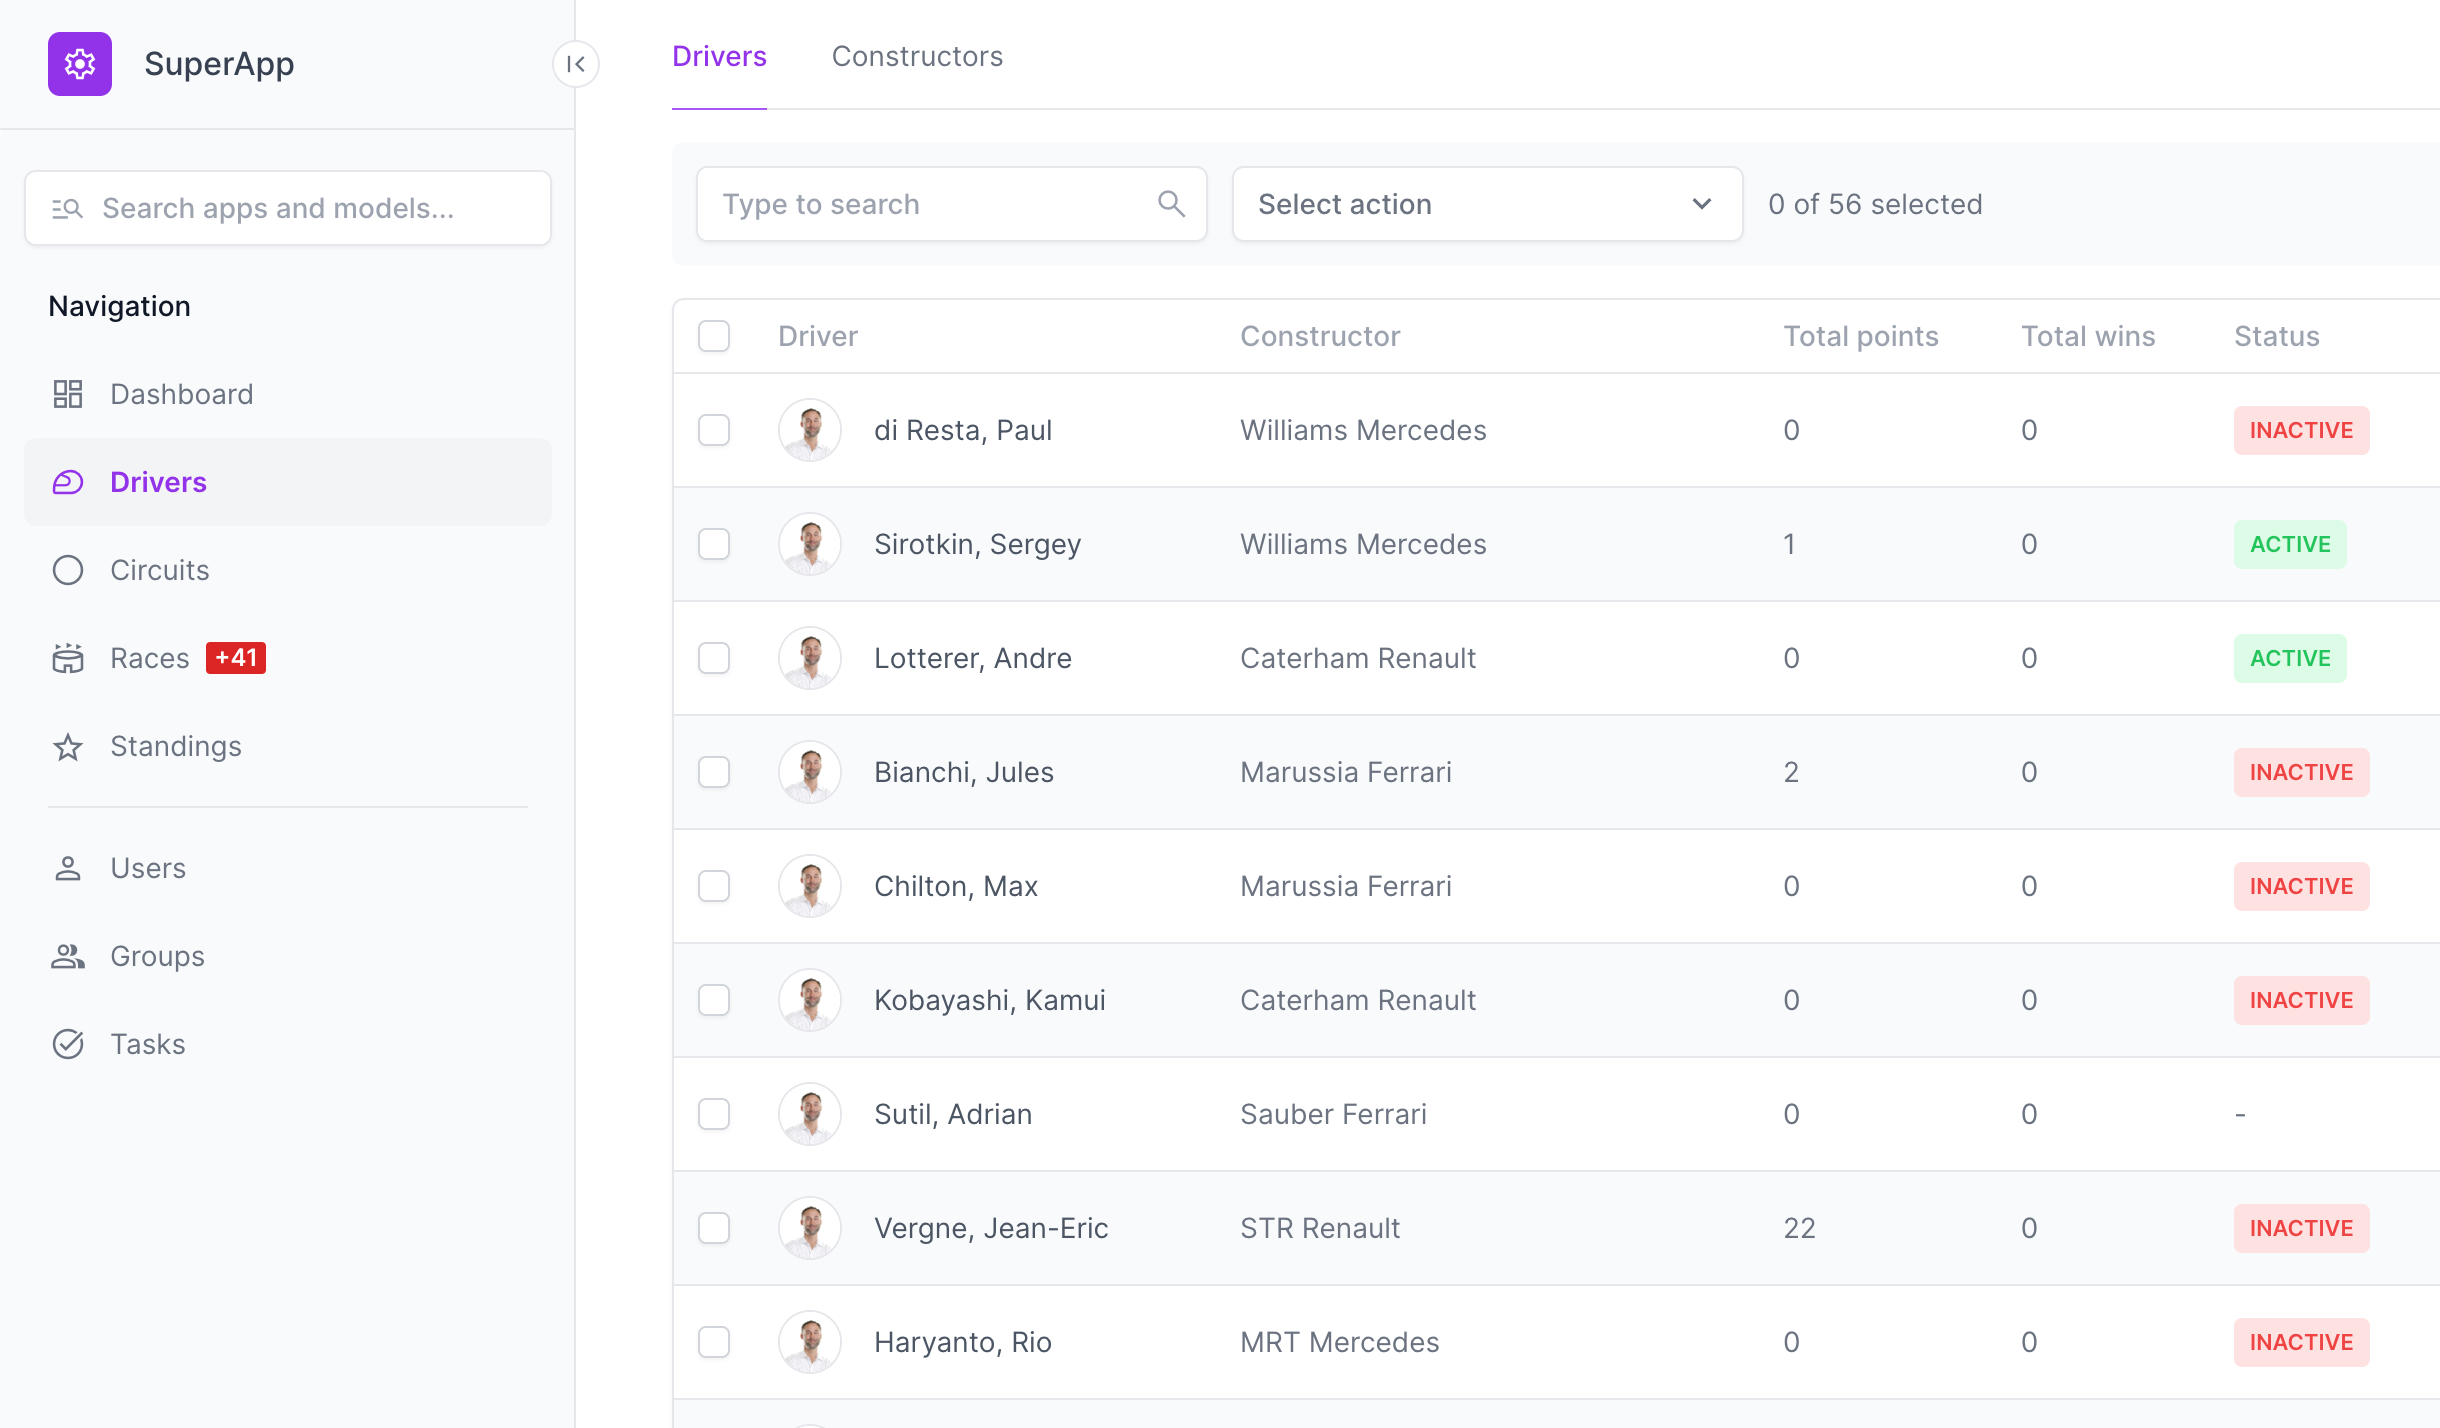 SuperApp
Search apps and models...
Navigation
Dashboard
Drivers
Circuits
Races +41
Standings
Users
Groups
Tasks
Drivers Constructors
Type to search Select action 0 of 56 selected
Driver Constructor Total points Total wins Status
di Resta, Paul Williams Mercedes 0 0 INACTIVE
Sirotkin, Sergey Williams Mercedes 1 0 ACTIVE
Lotterer, Andre Caterham Renault 0 0 ACTIVE
Bianchi, Jules Marussia Ferrari 2 0 INACTIVE
Chilton, Max Marussia Ferrari 0 0 INACTIVE
Kobayashi, Kamui Caterham Renault 0 0 INACTIVE
Sutil, Adrian Sauber Ferrari 0 0 -
Vergne, Jean-Eric STR Renault 22 0 INACTIVE
Haryanto, Rio MRT Mercedes 0 0 INACTIVE